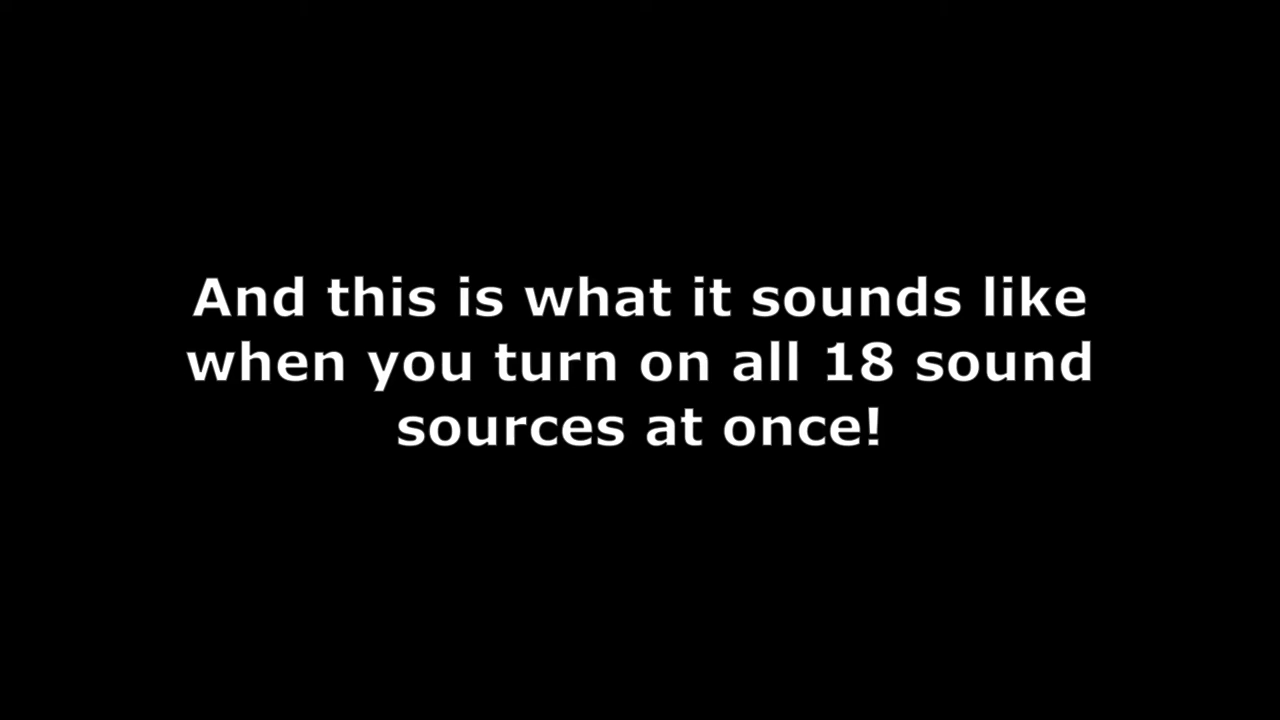 And this is what it sounds like
when you turn on all 18 sound
sources at once!